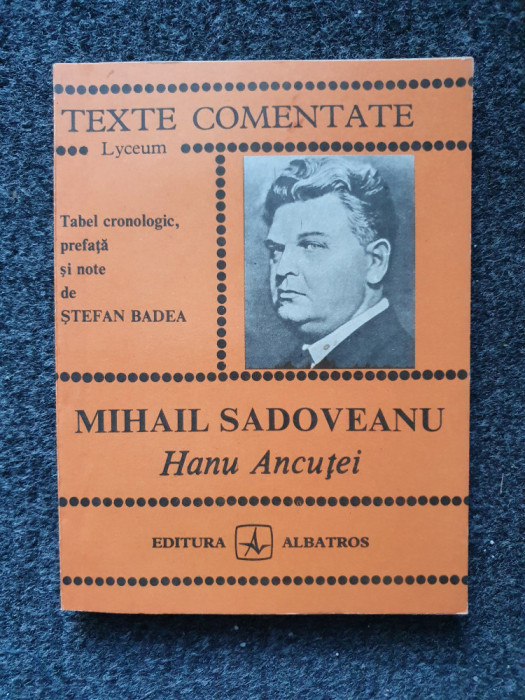 TEXTE COMENTATE
Lyceum
Tabel cronologic,
prefață
și note
de
ȘTEFAN BADEA
MIHAIL SADOVEANU
Hanu Ancuței
EDITURA ALBATROS